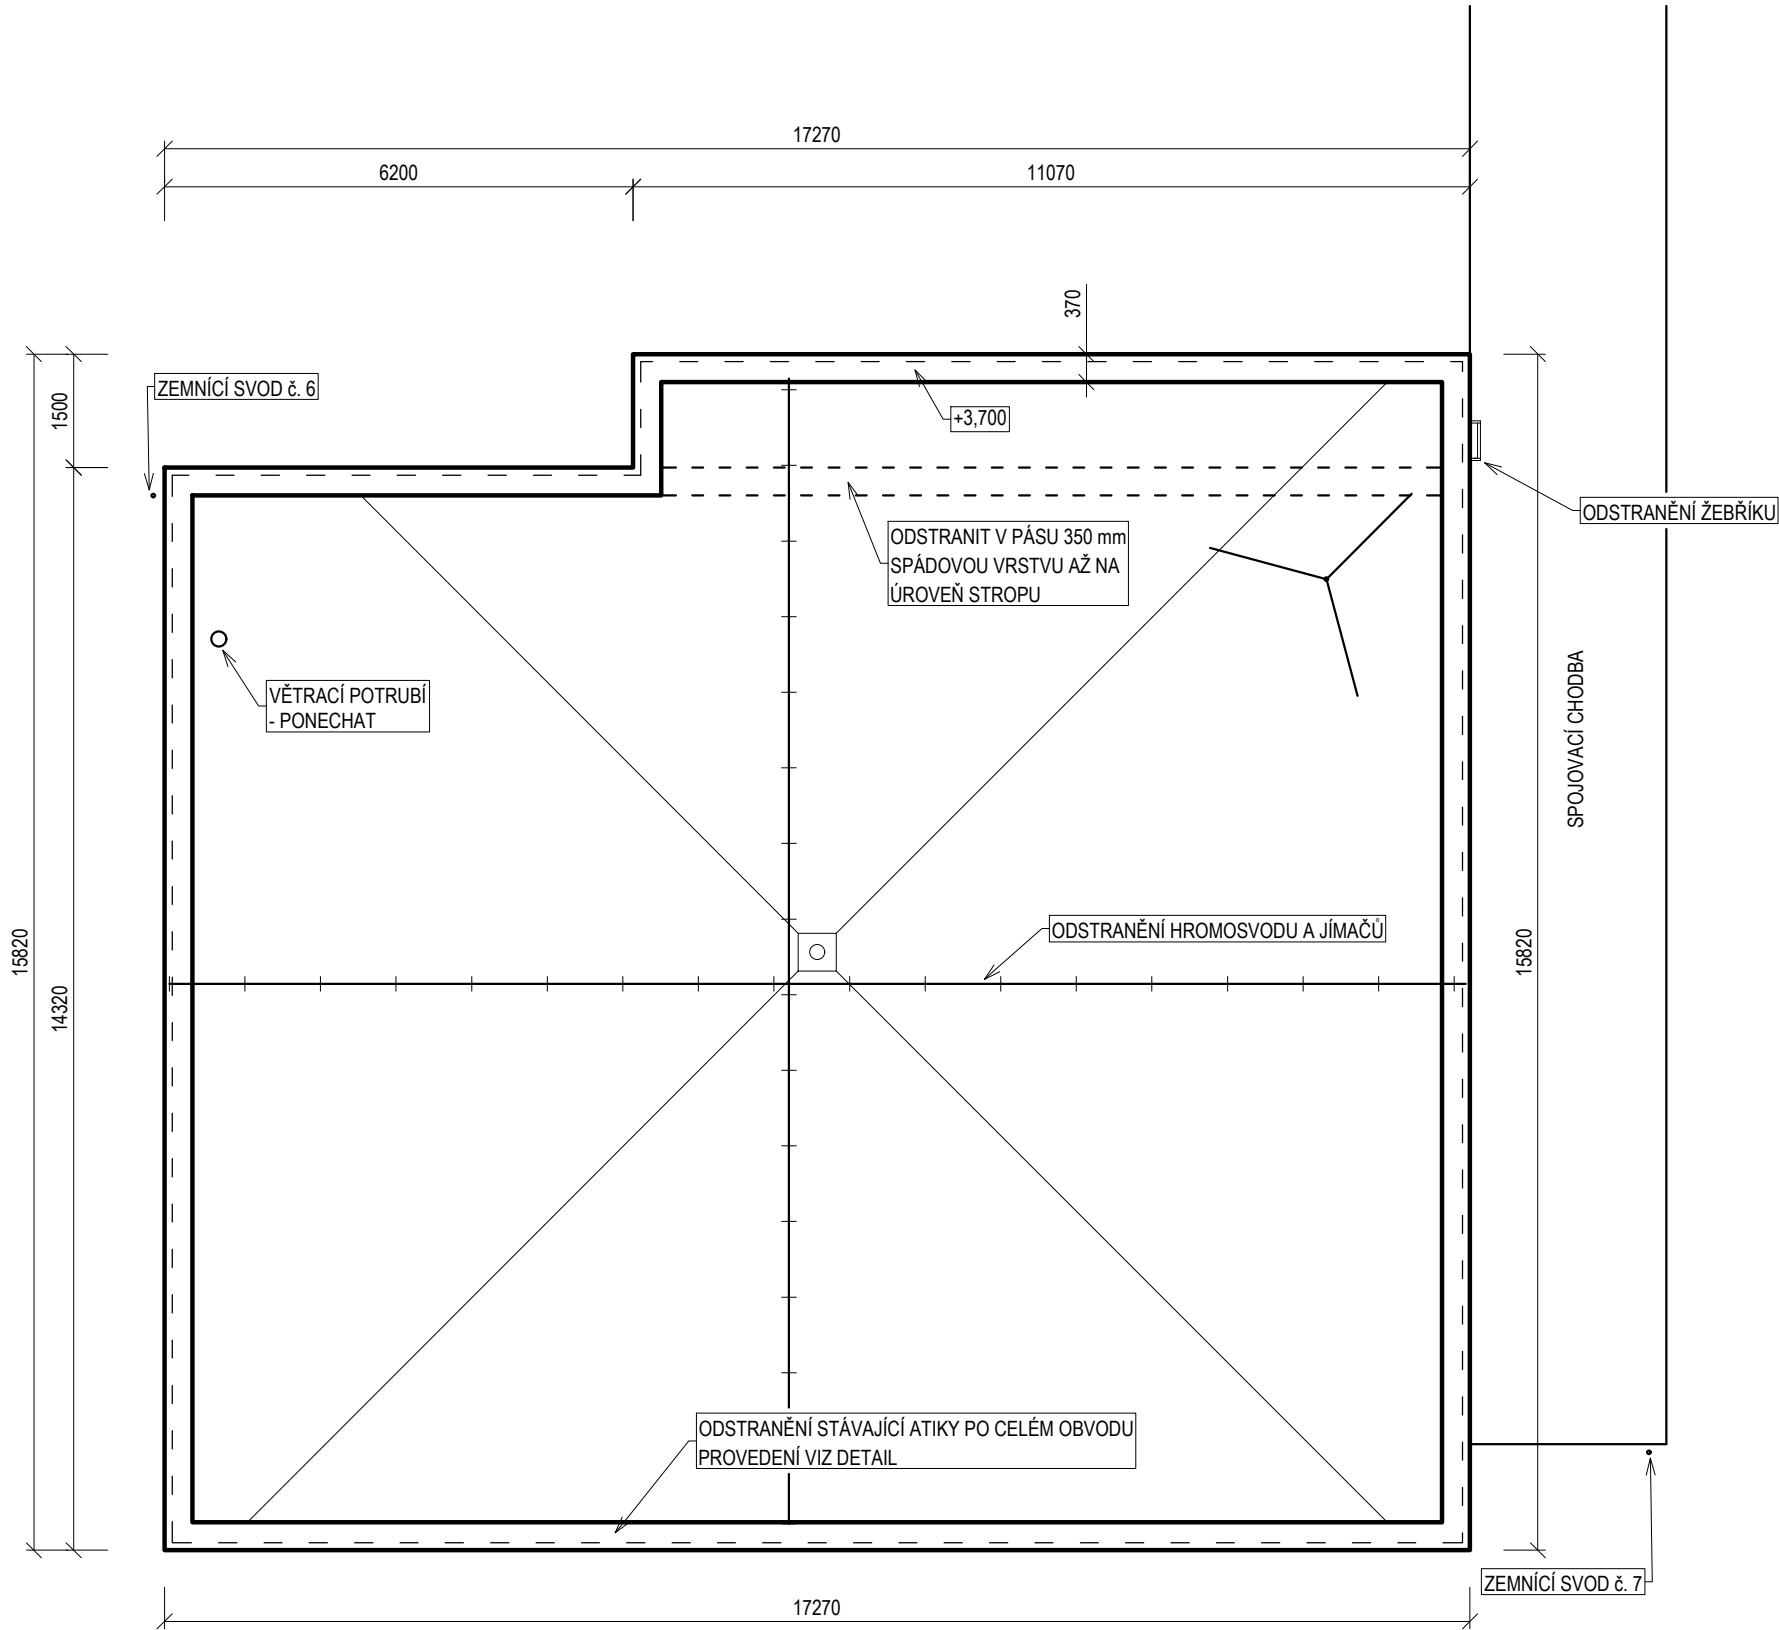 17270
6200
11070
370
1500
ZEMNÍCÍ SVOD č. 6
+3,700
ODSTRANĚNÍ ŽEBŘÍKU
ODSTRANIT V PÁSU 350 mm
SPÁDOVOU VRSTVU AŽ NA
ÚROVEŇ STROPU
VĚTRACÍ POTRUBÍ
- PONECHAT
SPOJOVACÍ CHODBA
ODSTRANĚNÍ HROMOSVODU A JÍMAČŮ
15820
14320
15820
ODSTRANĚNÍ STÁVAJÍCÍ ATIKY PO CELÉM OBVODU
PROVEDENÍ VIZ DETAIL
ZEMNÍCÍ SVOD č. 7
17270